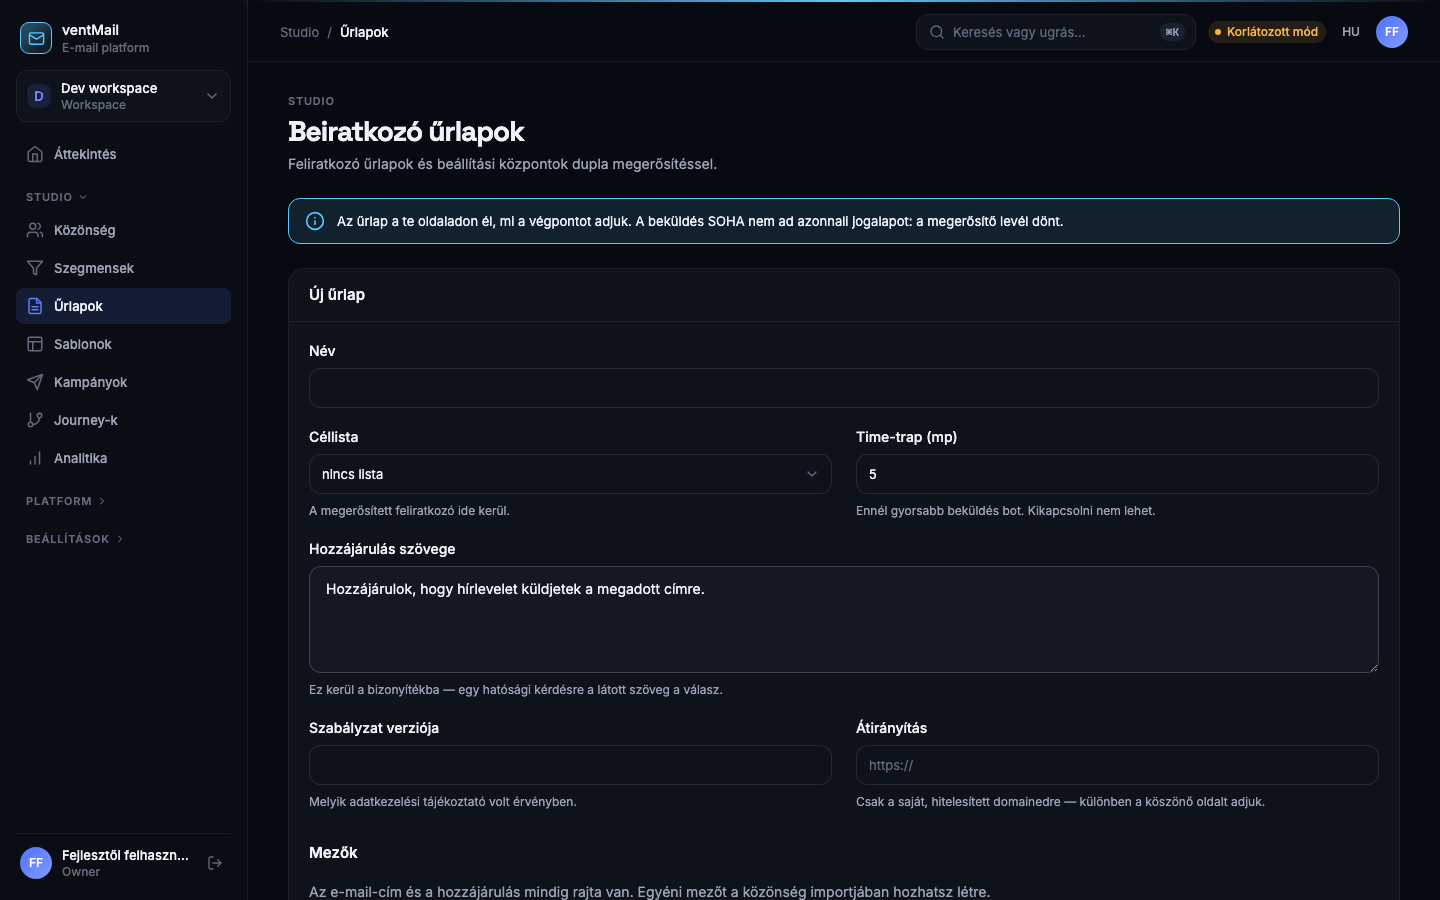 ventMail
E-mail platform
D
Dev workspace
Workspace
Áttekintés
STUDIO
Közönség
Szegmensek
Űrlapok
Sablonok
Kampányok
Journey-k
Analitika
PLATFORM
BEÁLLÍTÁSOK
FF
Fejlesztői felhaszn...
Owner
Studio / Űrlapok
Keresés vagy ugrás...
⌘K
Korlátozott mód
HU
FF
STUDIO
Beiratkozó űrlapok
Feliratkozó űrlapok és beállítási központok dupla megerősítéssel.
Az űrlap a te oldaladon él, mi a végpontot adjuk. A beküldés SOHA nem ad azonnali jogalapot: a megerősítő levél dönt.
Új űrlap
Név
Céllista
nincs lista
A megerősített feliratkozó ide kerül.
Time-trap (mp)
5
Ennél gyorsabb beküldés bot. Kikapcsolni nem lehet.
Hozzájárulás szövege
Hozzájárulok, hogy hírlevelet küldjetek a megadott címre.
Ez kerül a bizonyítékba — egy hatósági kérdésre a látott szöveg a válasz.
Szabályzat verziója
Melyik adatkezelési tájékoztató volt érvényben.
Átirányítás
https://
Csak a saját, hitelesített domainedre — különben a köszönő oldalt adjuk.
Mezők
Az e-mail-cím és a hozzájárulás mindig rajta van. Egyéni mezőt a közönség importjában hozhatsz létre.